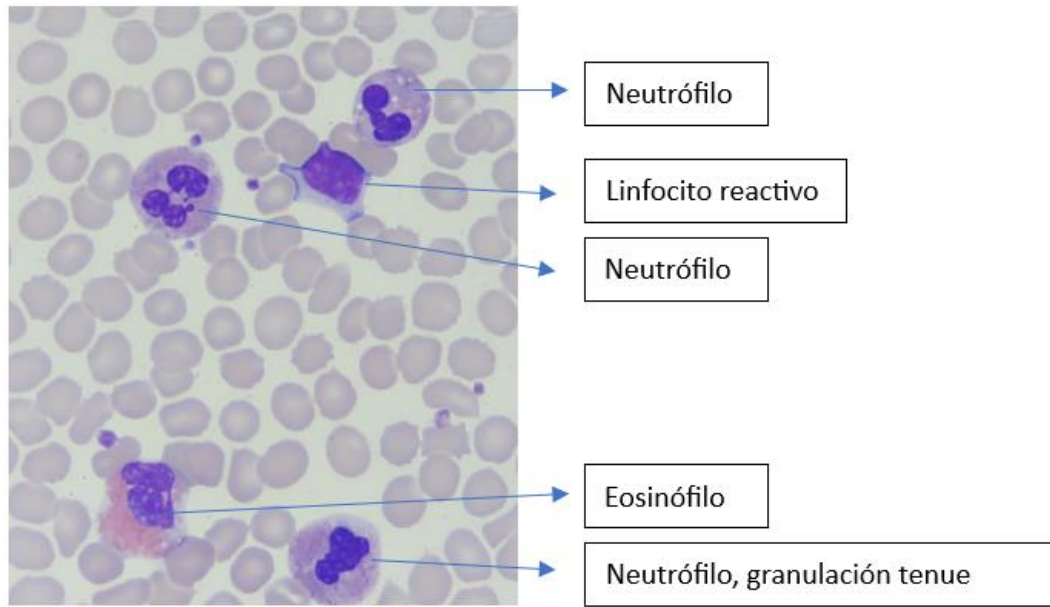 Neutrófilo
Linfocito reactivo
Neutrófilo
Eosinófilo
Neutrófilo, granulación tenue